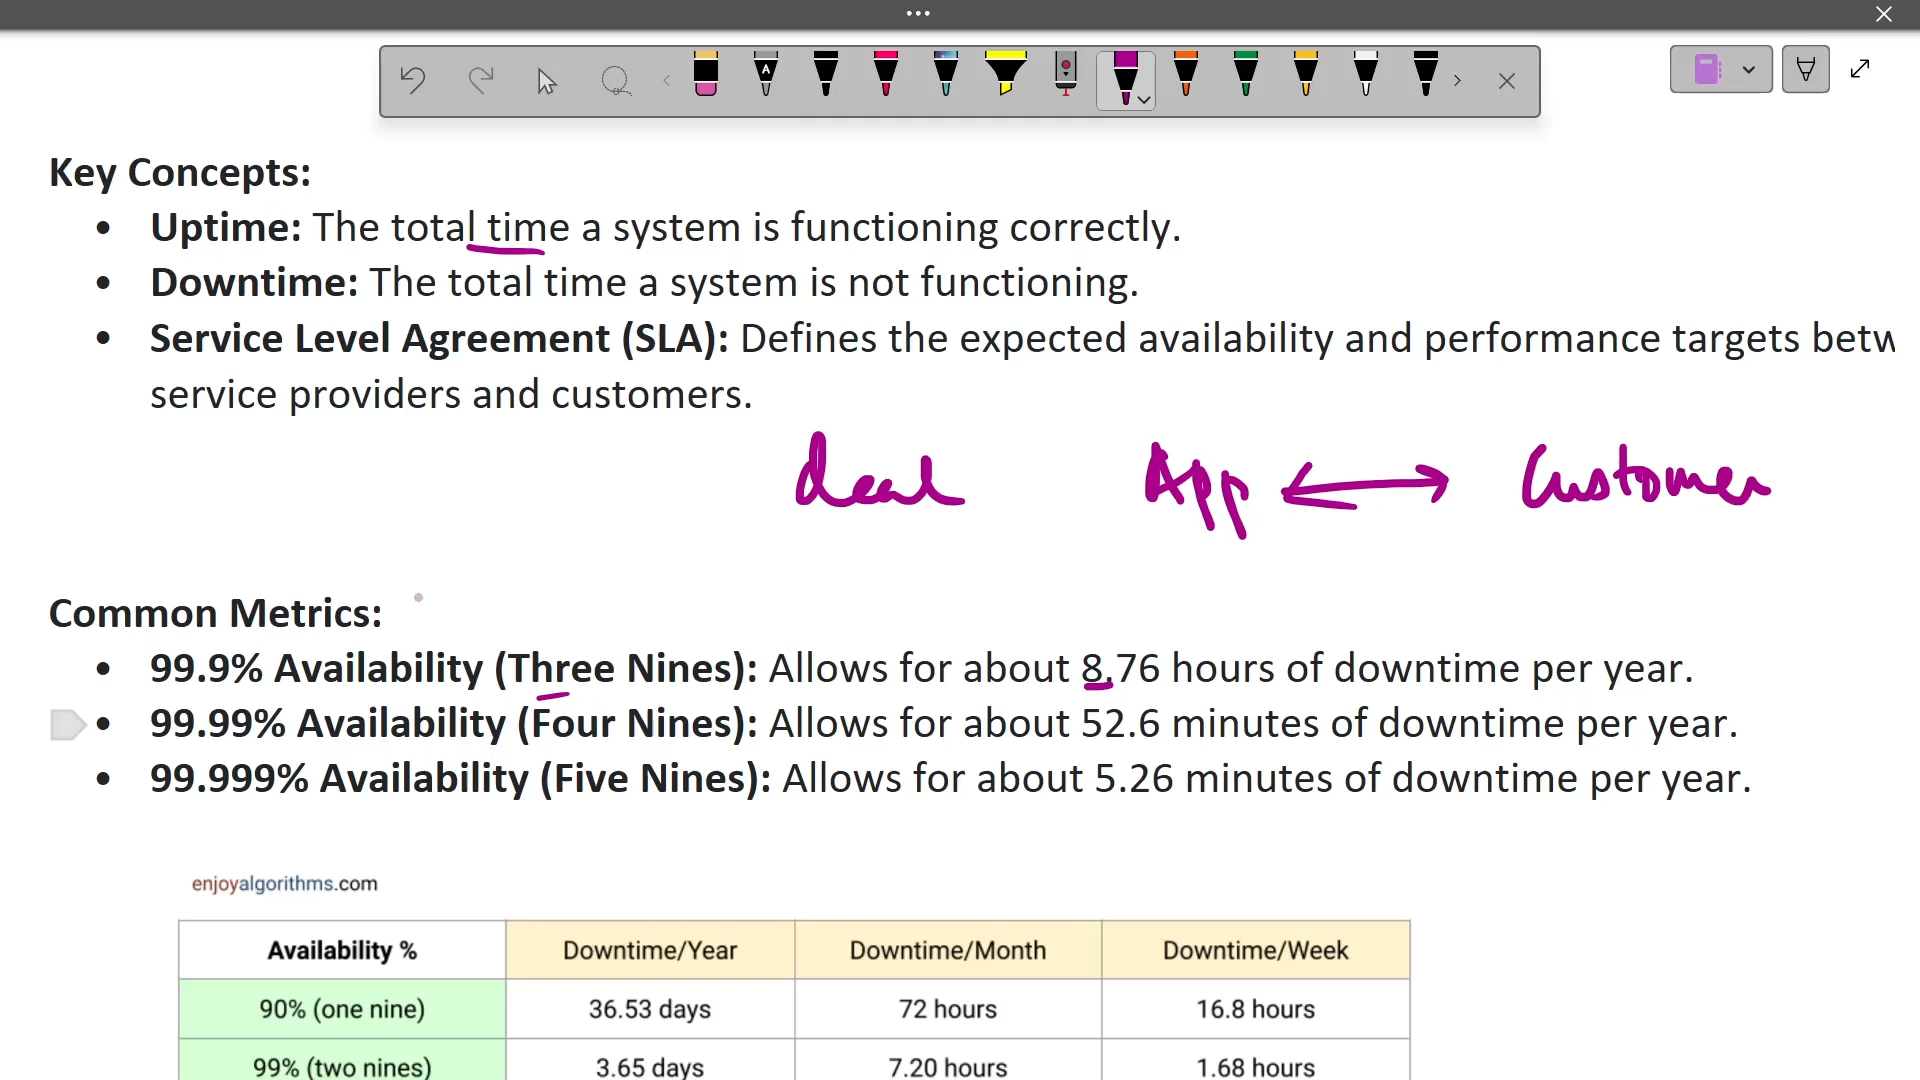 Key Concepts:
• Uptime: The total time a system is functioning correctly.
• Downtime: The total time a system is not functioning.
• Service Level Agreement (SLA): Defines the expected availability and performance targets betw
service providers and customers.
deal App Customer
Common Metrics:
• 99.9% Availability (Three Nines): Allows for about 8.76 hours of downtime per year.
• 99.99% Availability (Four Nines): Allows for about 52.6 minutes of downtime per year.
• 99.999% Availability (Five Nines): Allows for about 5.26 minutes of downtime per year.
enjoyalgorithms.com
Availability % Downtime/Year Downtime/Month Downtime/Week
90% (one nine) 36.53 days 72 hours 16.8 hours
99% (two nines) 3.65 days 7.20 hours 1.68 hours